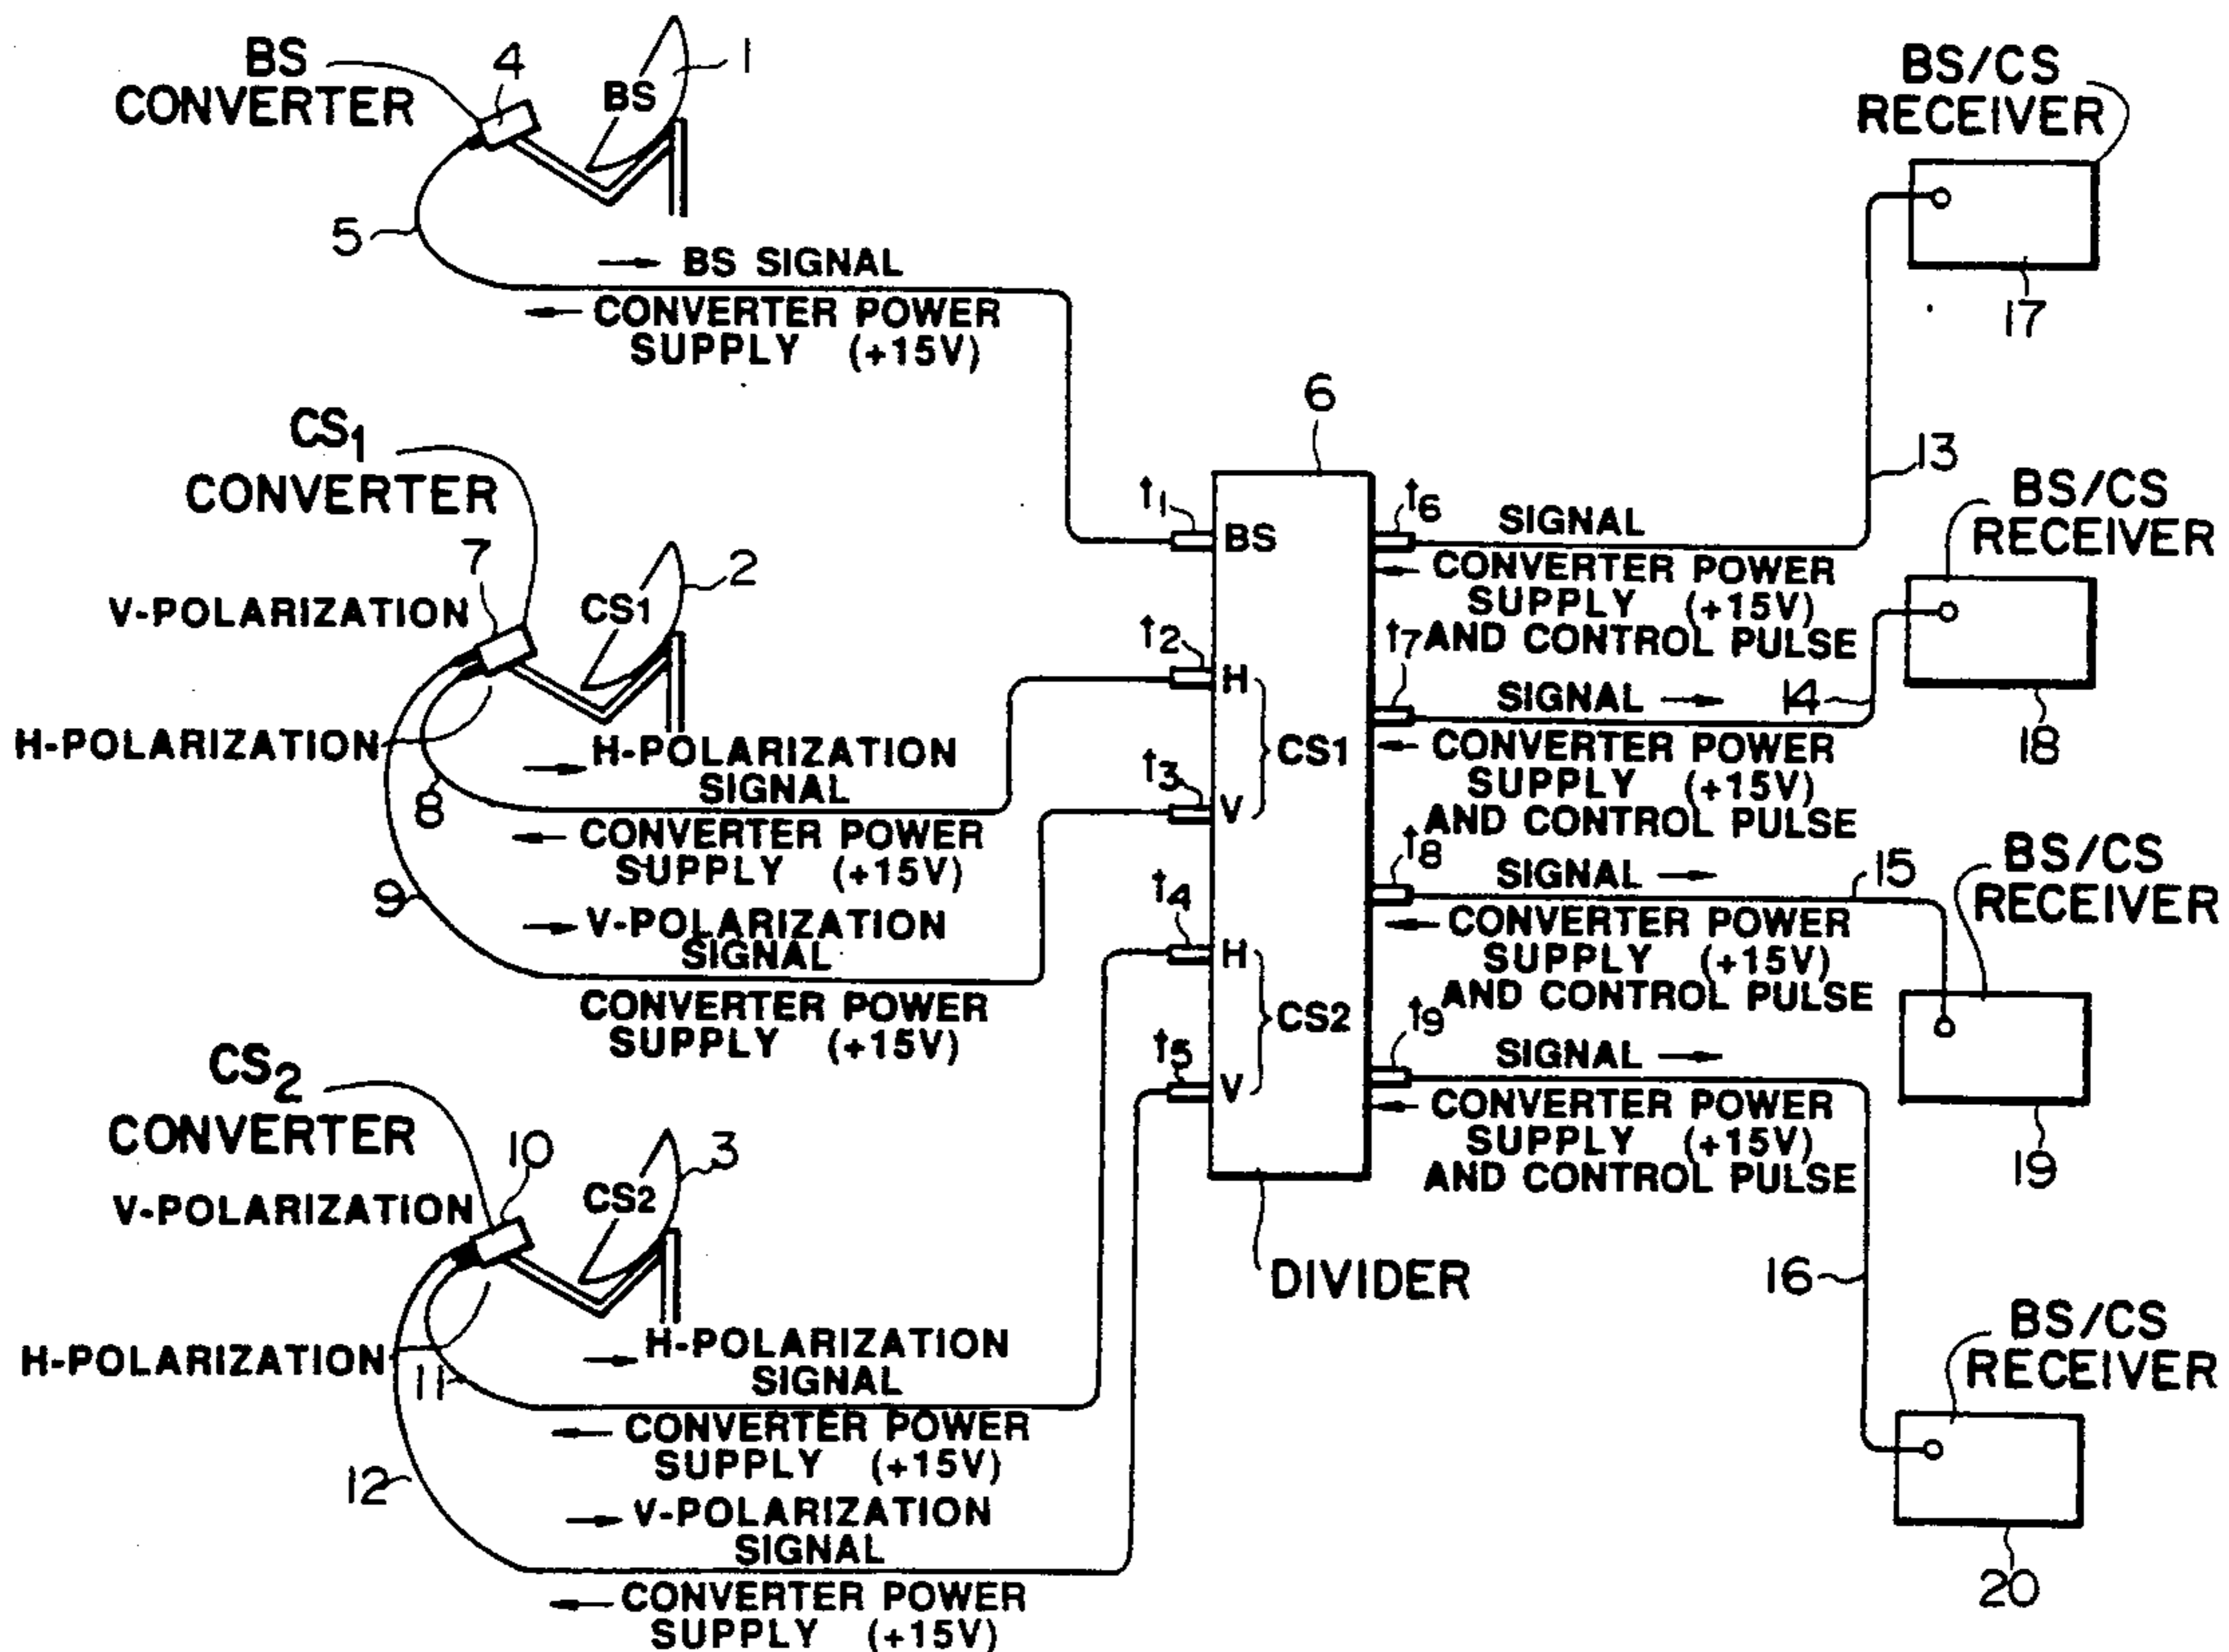 BS
CONVERTER
4
BS
1
5
BS SIGNAL
CONVERTER POWER
SUPPLY (+15V)
CS1
CONVERTER
7
V-POLARIZATION
CS1
2
H-POLARIZATION
8
H-POLARIZATION
SIGNAL
CONVERTER POWER
SUPPLY (+15V)
9
V-POLARIZATION
SIGNAL
CONVERTER POWER
SUPPLY (+15V)
CS2
CONVERTER
10
V-POLARIZATION
CS2
3
H-POLARIZATION
11
H-POLARIZATION
SIGNAL
CONVERTER POWER
SUPPLY (+15V)
12
V-POLARIZATION
SIGNAL
CONVERTER POWER
SUPPLY (+15V)
6
t1
BS
t2
H
CS1
t3
V
t4
H
CS2
t5
V
DIVIDER
t6
SIGNAL
CONVERTER POWER
SUPPLY (+15V)
AND CONTROL PULSE
13
t7
SIGNAL
14
CONVERTER POWER
SUPPLY (+15V)
AND CONTROL PULSE
t8
SIGNAL
15
CONVERTER POWER
SUPPLY (+15V)
AND CONTROL PULSE
t9
SIGNAL
CONVERTER POWER
SUPPLY (+15V)
AND CONTROL PULSE
16
BS/CS
RECEIVER
17
BS/CS
RECEIVER
18
BS/CS
RECEIVER
19
BS/CS
RECEIVER
20